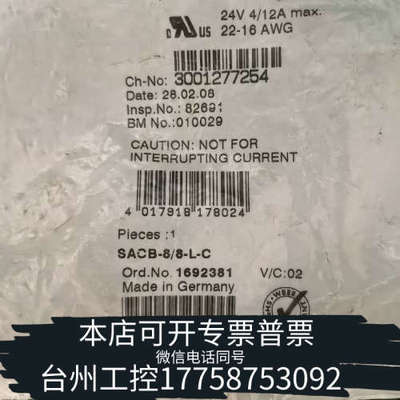 24V 4/12A max.
c UL US
22-16 AWG
Ch-No: 3001277254
Date: 26.02.08
Insp.No.: 82691
BM No.:010029
CAUTION: NOT FOR
INTERRUPTING CURRENT
4 017918 178024
Pieces :1
SACB-8/8-L-C
Ord.No. 1692381 V/C:02
Made in Germany
本店可开专票普票
微信电话同号
台州工控17758753092